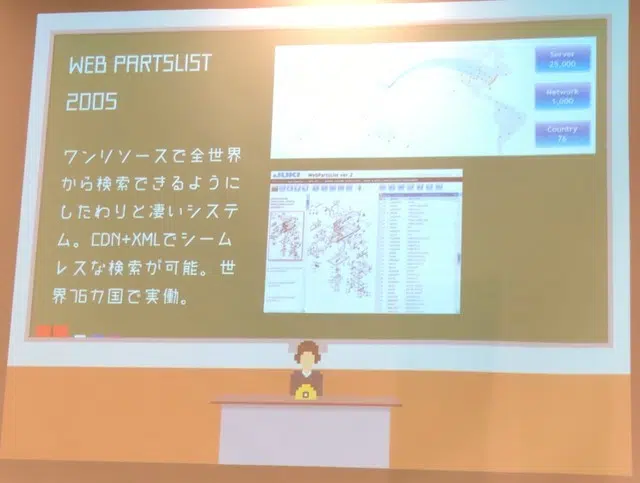 WEB PARTSLIST
2005
ワンリソースで全世界
から検索できるように
したわりと凄いシステ
ム。CDN+XMLでシーム
レスな検索が可能。世
界76カ国で実働。
Server
25,000
Network
5,000
Country
76
JUKI WebPartsList ver.2